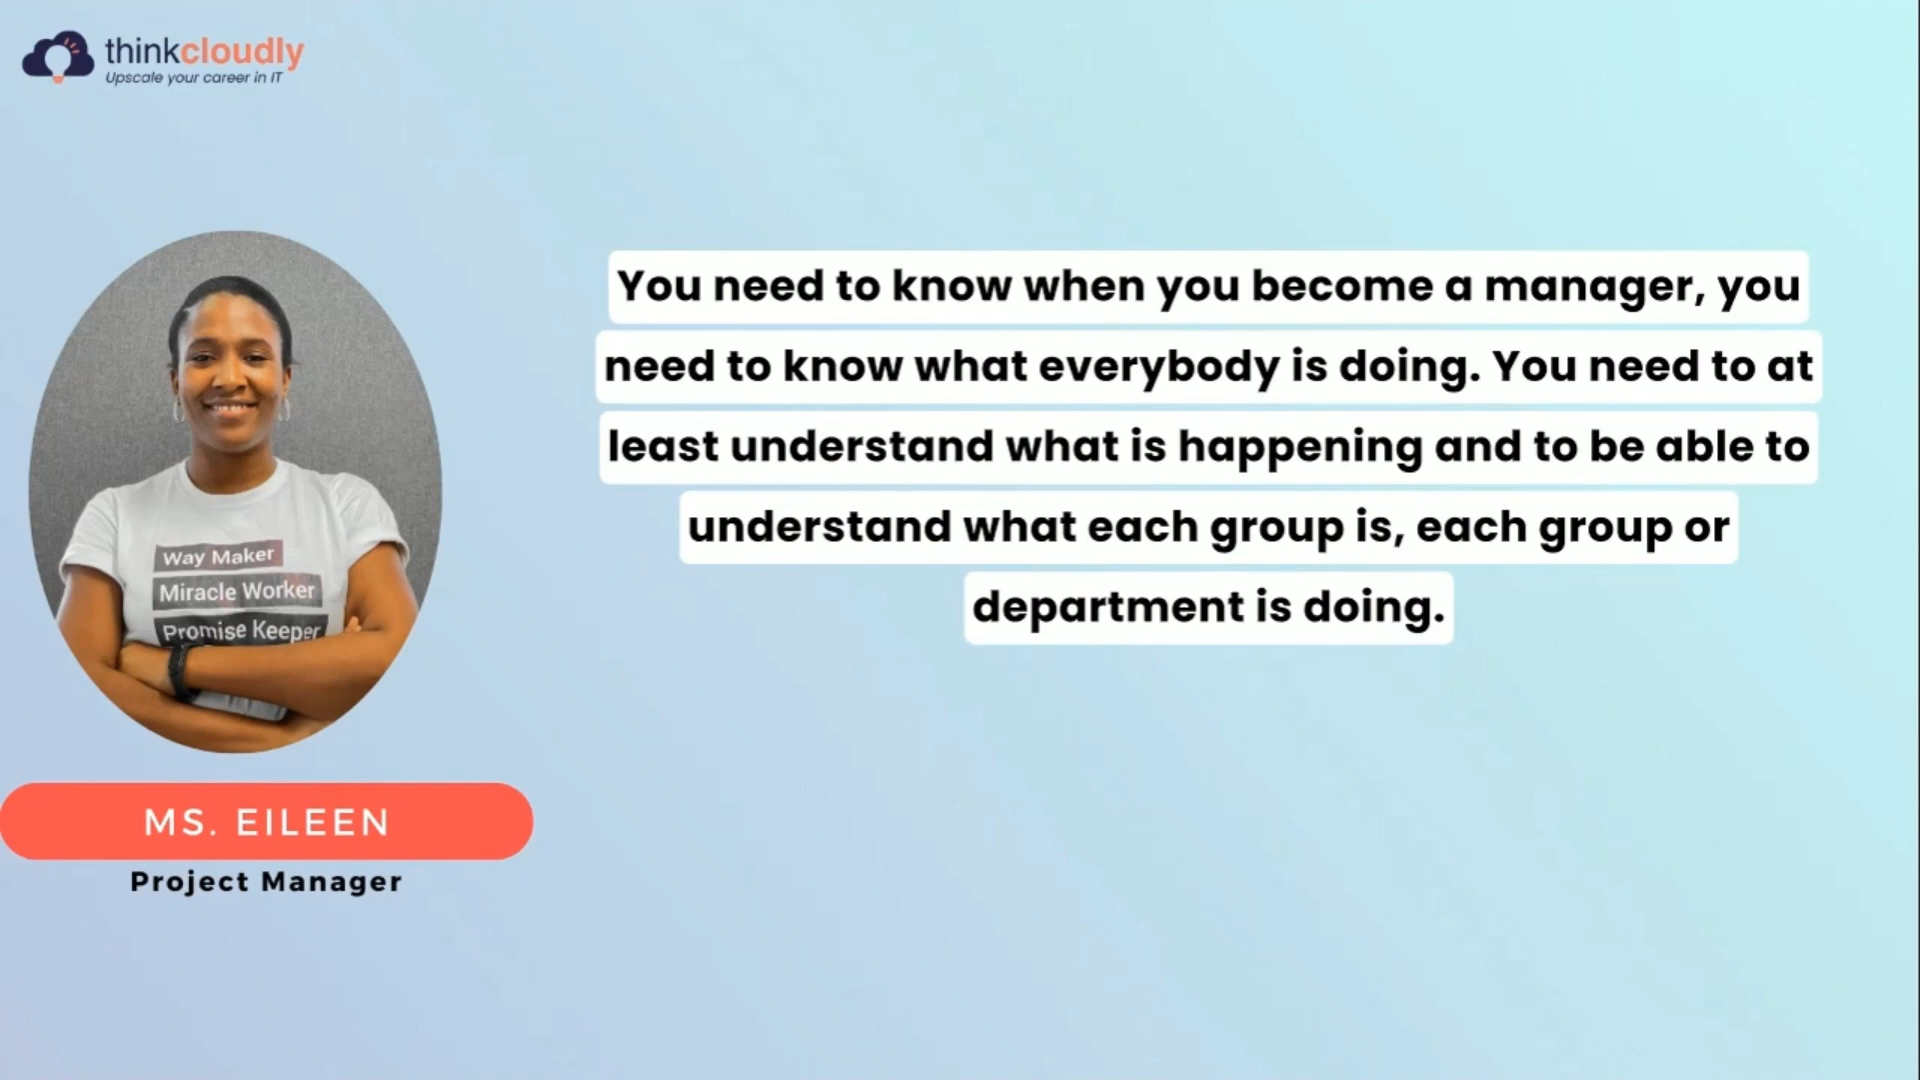 thinkcloudly
Upscale your career in IT
You need to know when you become a manager, you
need to know what everybody is doing. You need to at
least understand what is happening and to be able to
understand what each group is, each group or
department is doing.
Way Maker
Miracle Worker
Promise Keeper
MS. EILEEN
Project Manager